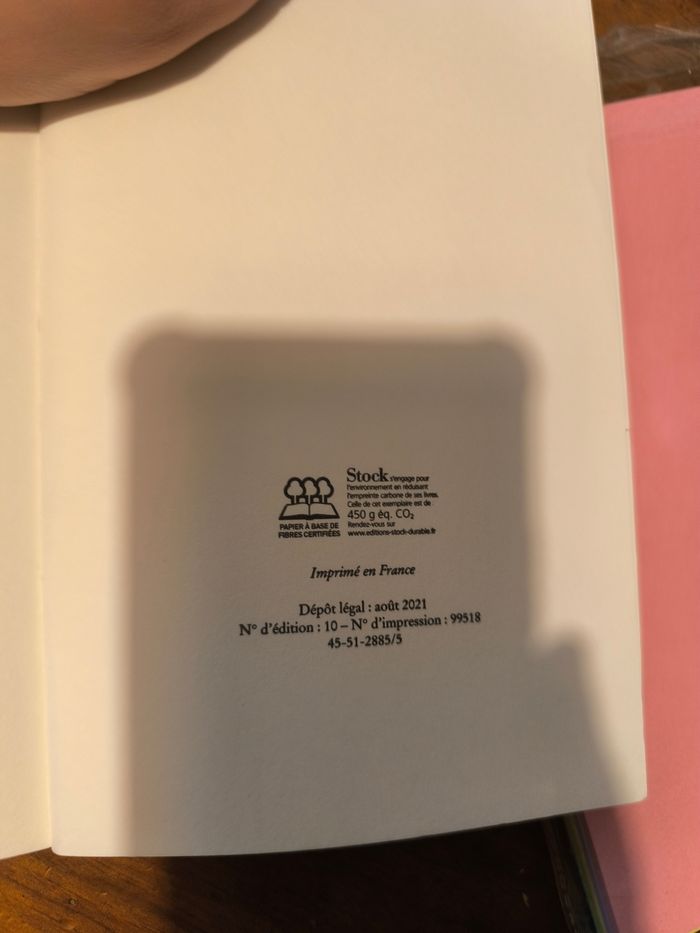 Stock s'engage pour
l'environnement en réduisant
l'empreinte carbone de ses livres.
Celle de cet exemplaire est de :
450 g éq. CO₂
Rendez-vous sur
www.editions-stock-durable.fr
PAPIER À BASE DE
FIBRES CERTIFIÉES
Imprimé en France
Dépôt légal : août 2021
N° d'édition : 10 – N° d'impression : 99518
45-51-2885/5